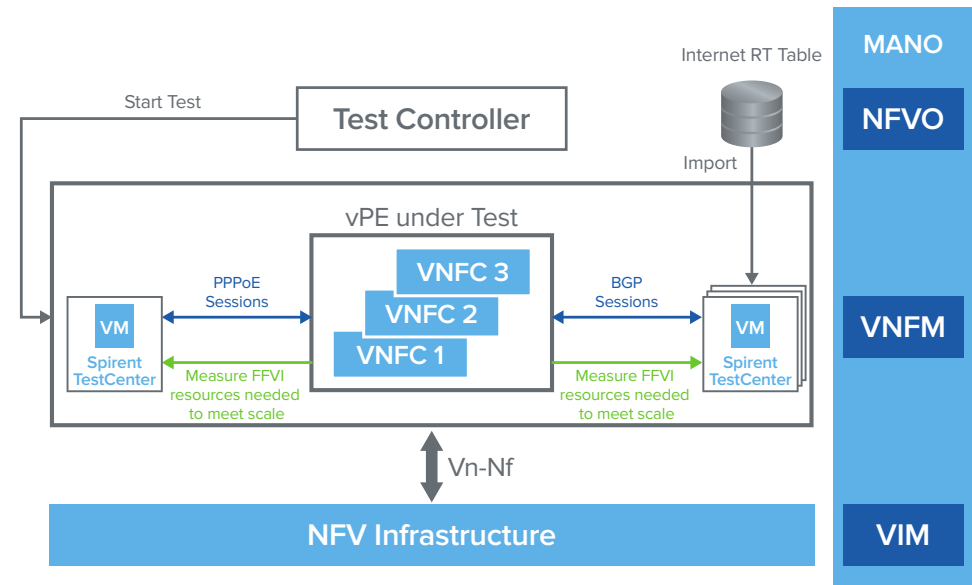 MANO
Internet RT Table
Start Test
Test Controller
NFVO
Import
vPE under Test
VNFC 3
PPPoE
Sessions
BGP
Sessions
VNFC 2
VM
VM
VNFM
VNFC 1
Spirent
TestCenter
Spirent
TestCenter
Measure FFVI
resources needed
to meet scale
Measure FFVI
resources needed
to meet scale
Vn-Nf
NFV Infrastructure
VIM